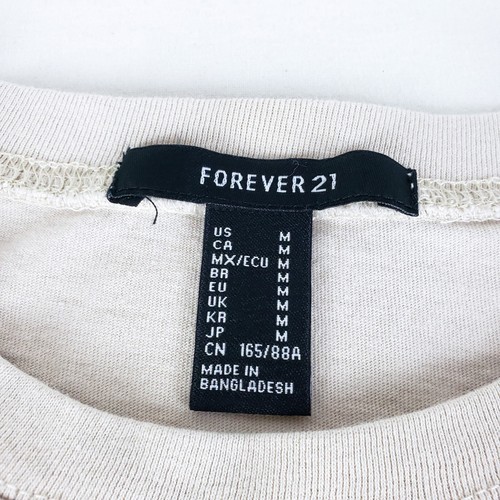 FOREVER 21
US M
CA M
MX/ECU M
BR M
EU M
UK M
KR M
JP M
CN 165/88A
MADE IN
BANGLADESH